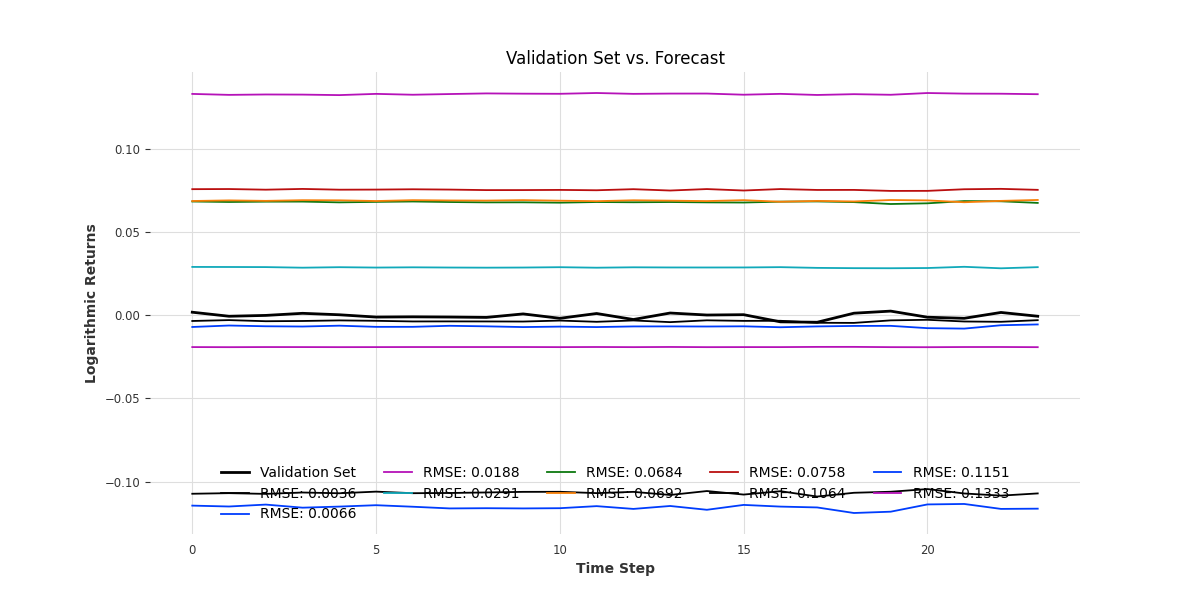 Validation Set vs. Forecast
0.10
0.05
0.00
−0.05
−0.10
Logarithmic Returns
Validation Set RMSE: 0.0188 RMSE: 0.0684 RMSE: 0.0758 RMSE: 0.1151
RMSE: 0.0036 RMSE: 0.0291 RMSE: 0.0692 RMSE: 0.1064 RMSE: 0.1333
RMSE: 0.0066
0 5 10 15 20
Time Step